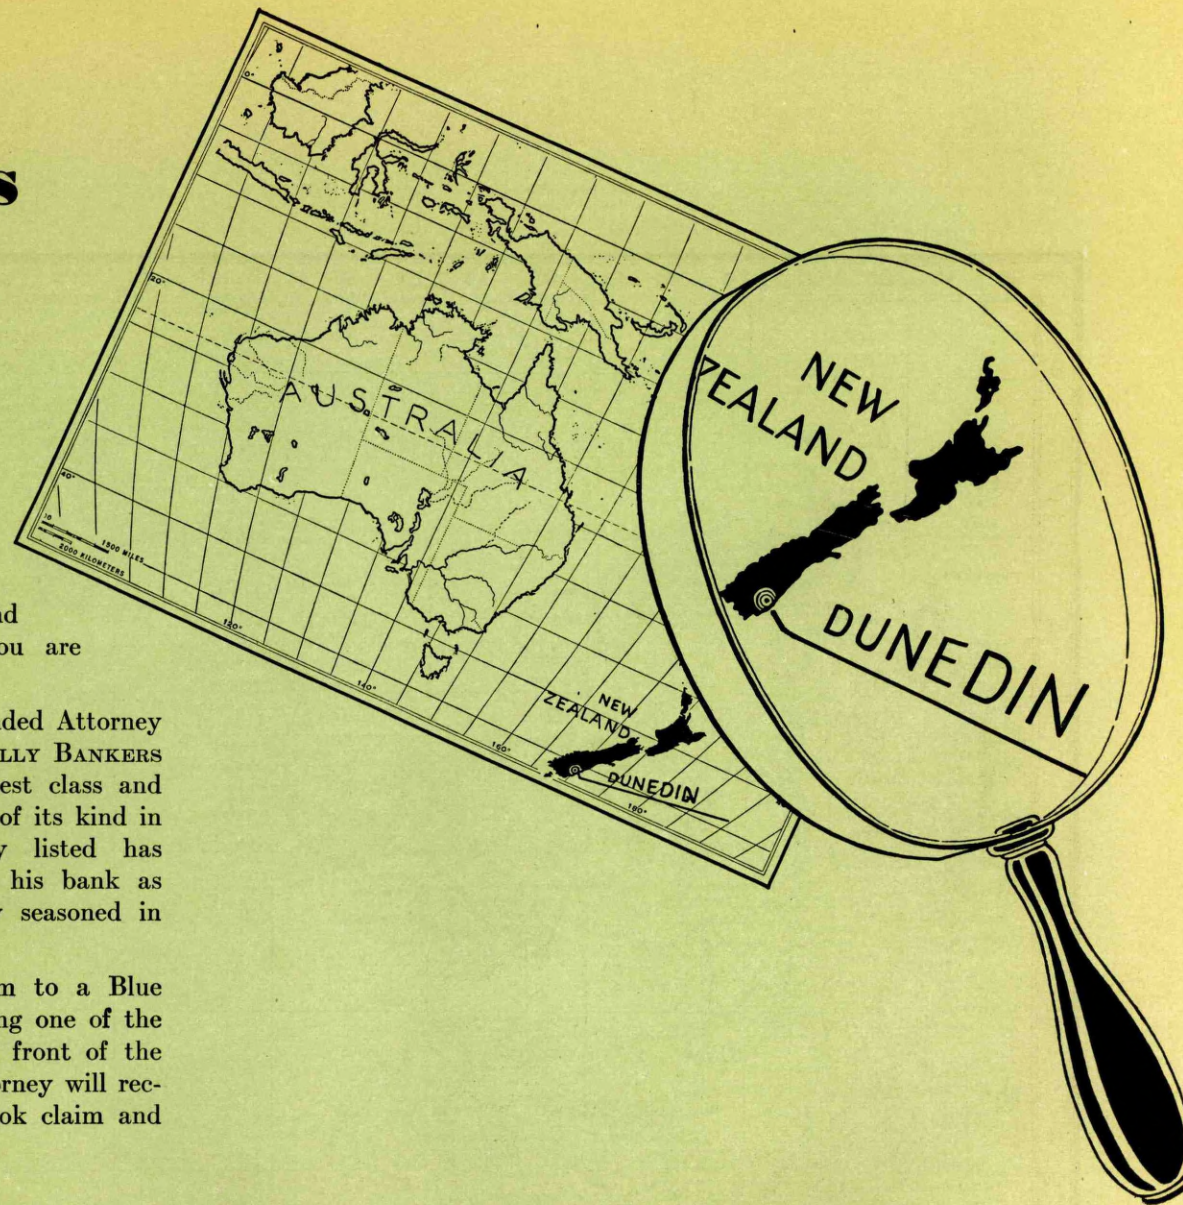 s
0°
20°
AUSTRALIA
40°
1500 MILES
2000 KILOMETERS
120°
140°
160°
180°
NEW
ZEALAND
DUNEDIN
NEW
ZEALAND
DUNEDIN
nd
ou are
ded Attorney
LLY BANKERS
est class and
of its kind in
y listed has
his bank as
y seasoned in
m to a Blue
ng one of the
front of the
orney will rec-
ok claim and